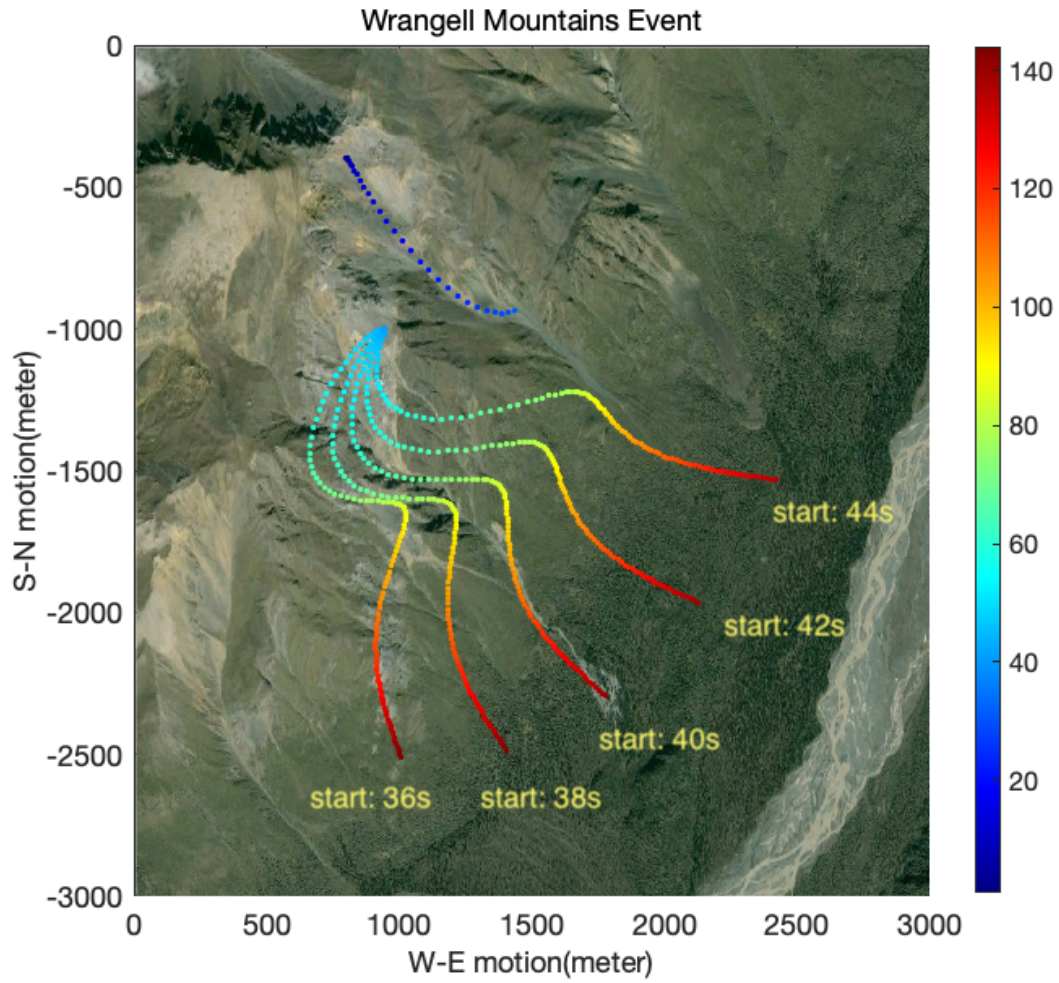 Wrangell Mountains Event
0
-500
-1000
-1500
-2000
-2500
-3000
S-N motion(meter)
0
500
1000
1500
2000
2500
3000
W-E motion(meter)
start: 44s
start: 42s
start: 40s
start: 36s
start: 38s
140
120
100
80
60
40
20